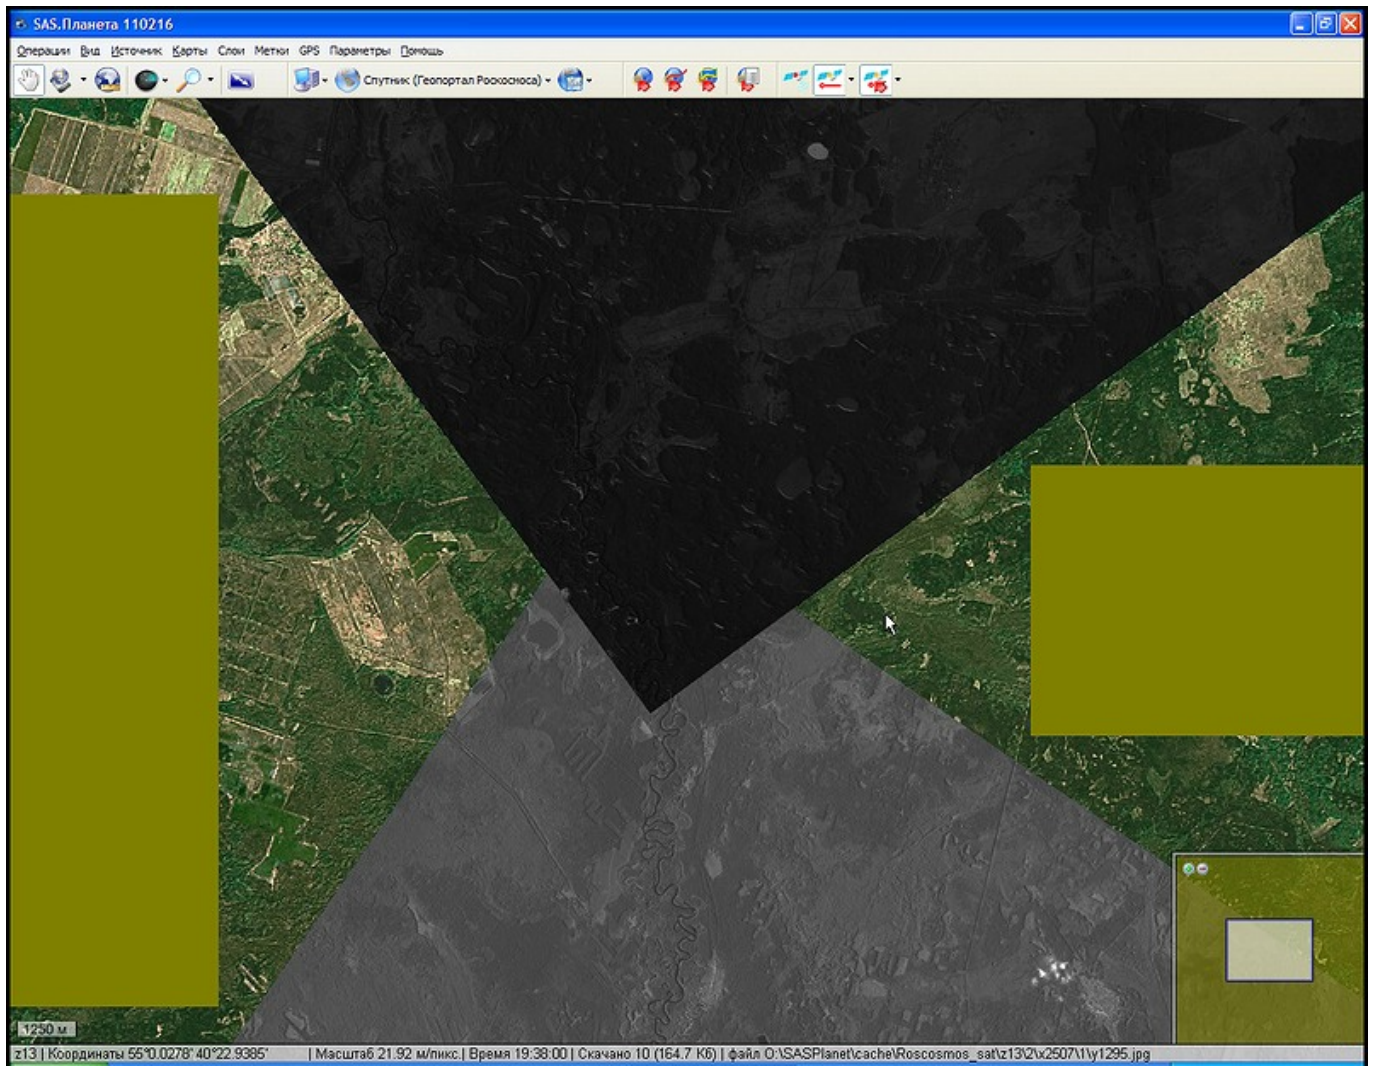 SAS.Планета 110216
Операции Вид Источник Карты Слои Метки GPS Параметры Помощь
Спутник (Геопортал Роскосмоса)
1250 м
z13 | Координаты 55°0.0278' 40°22.9385' | Масштаб 21.92 м/пикс.| Время 19:38:00 | Скачано 10 (164.7 Кб) | файл O:\SASPlanet\cache\Roscosmos_sat\z13\2\x2507\1\y1295.jpg